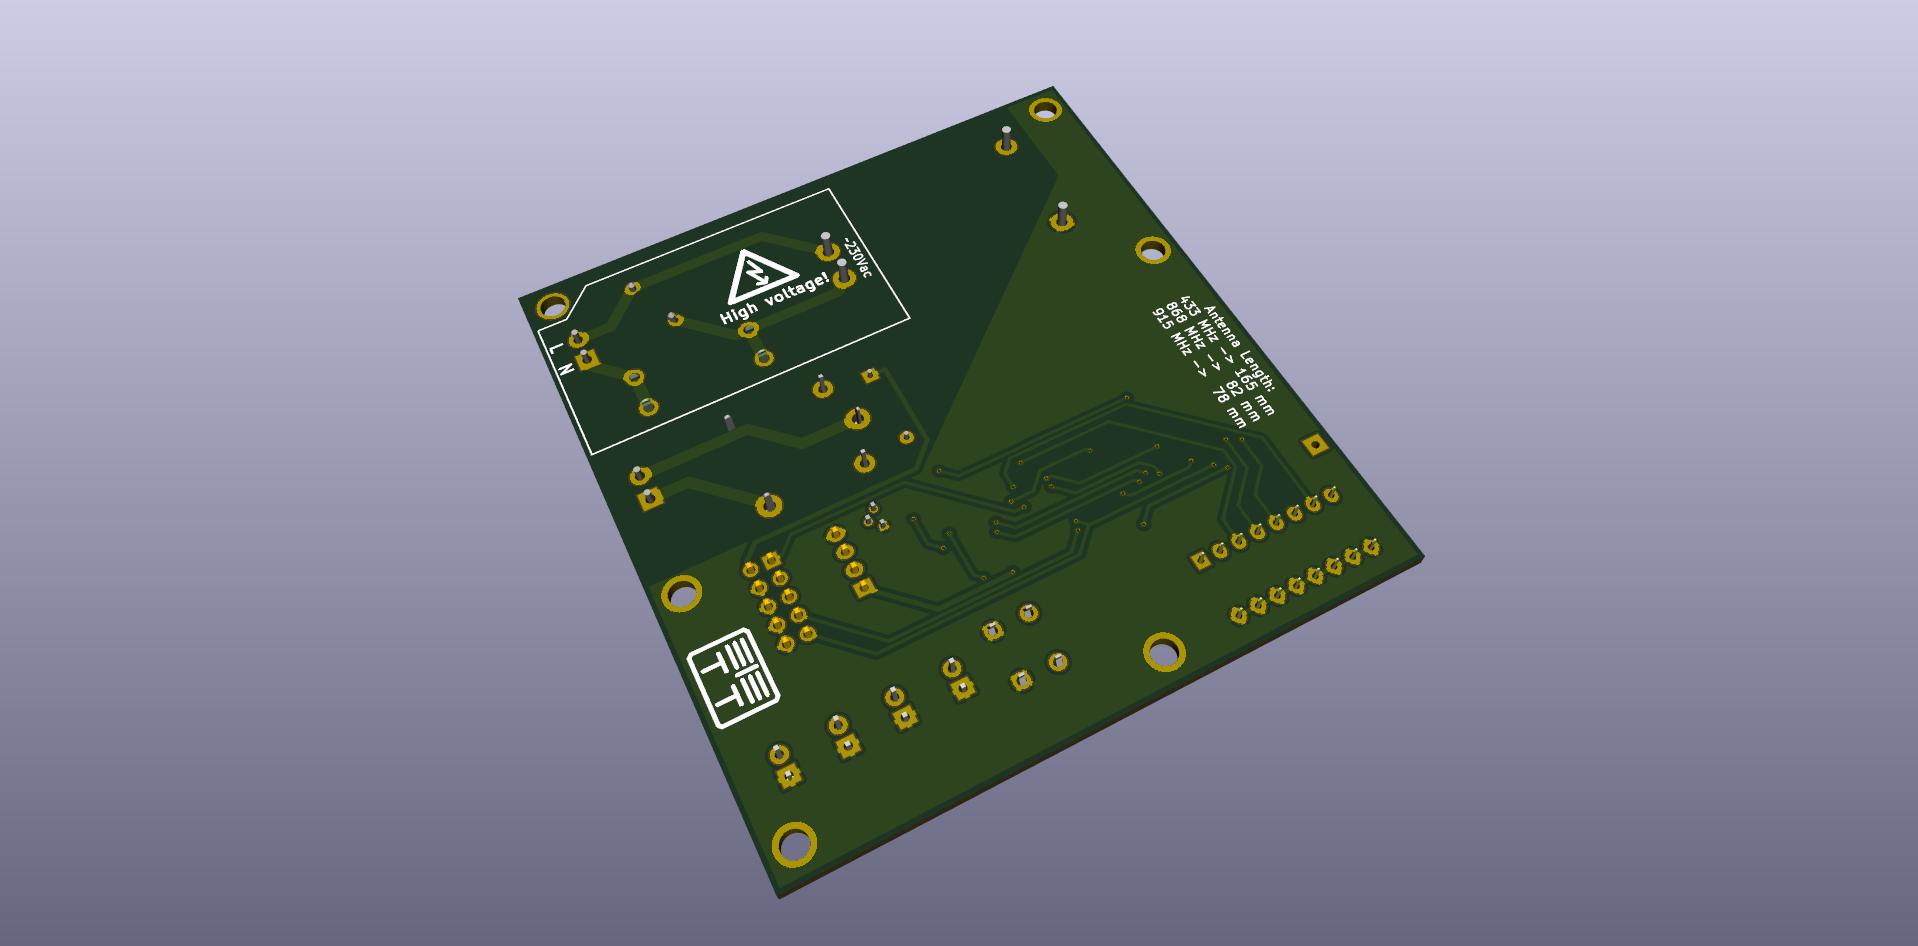 ~230Vac
High voltage!
L
N
Antenna Length:
433 MHz -> 165 mm
868 MHz -> 82 mm
915 MHz -> 78 mm